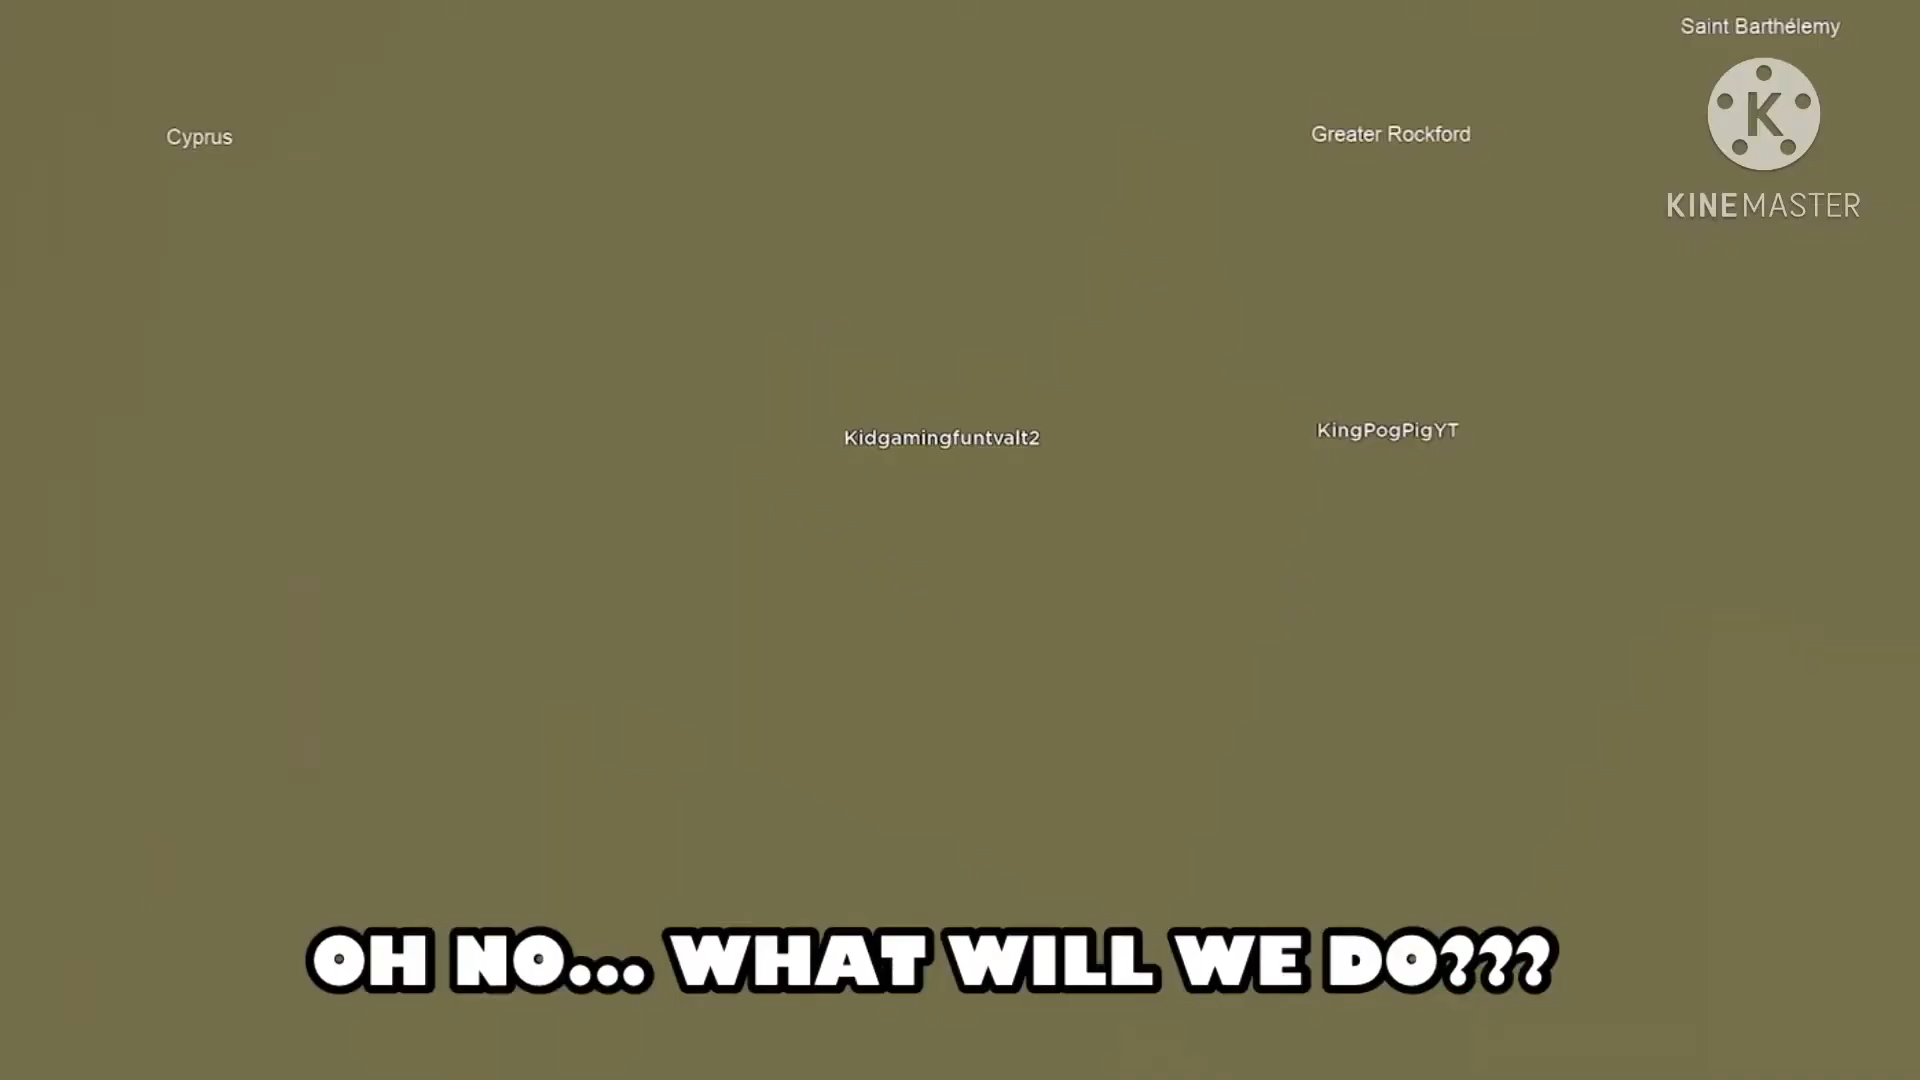 Saint Barthélemy
Cyprus
Greater Rockford
K
KINEMASTER
Kidgamingfuntvalt2
KingPogPigYT
OH NO... WHAT WILL WE DO???